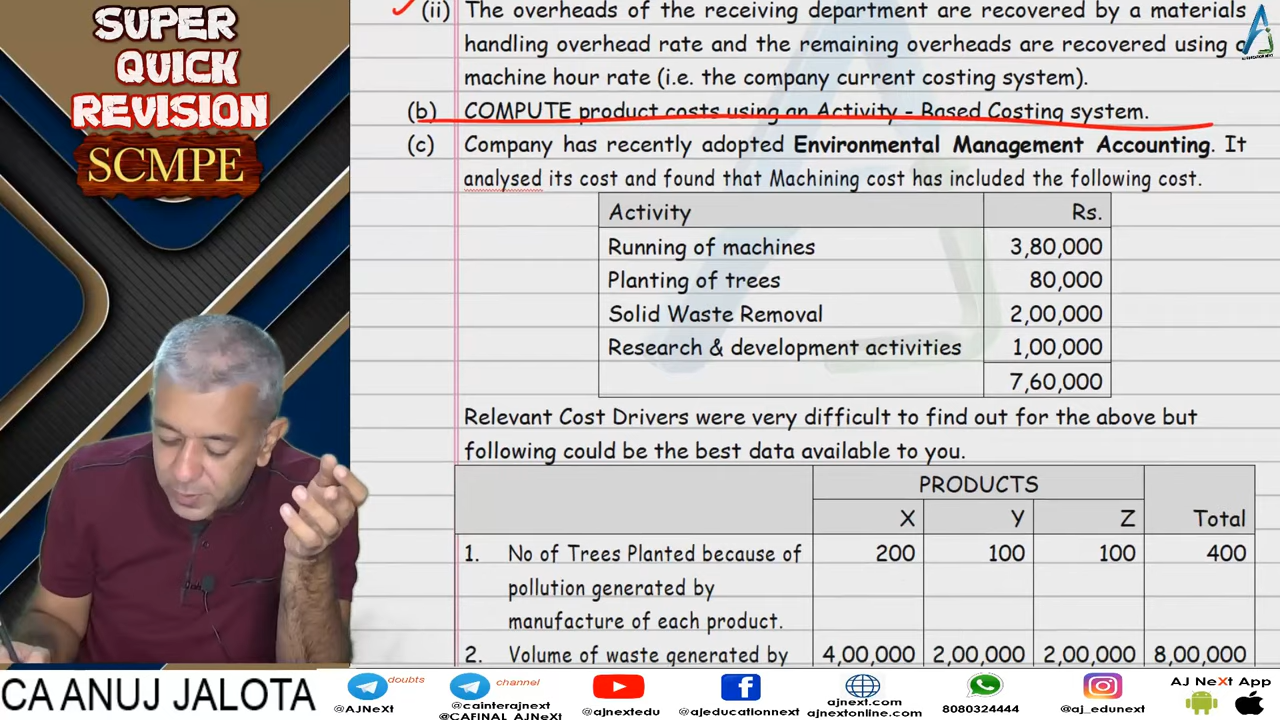 SUPER
QUICK
REVISION
SCMPE
(ii) The overheads of the receiving department are recovered by a materials
handling overhead rate and the remaining overheads are recovered using a
machine hour rate (i.e. the company current costing system).
(b) COMPUTE product costs using an Activity - Based Costing system.
(c) Company has recently adopted Environmental Management Accounting. It
analysed its cost and found that Machining cost has included the following cost.
Activity Rs.
Running of machines 3,80,000
Planting of trees 80,000
Solid Waste Removal 2,00,000
Research & development activities 1,00,000
7,60,000
Relevant Cost Drivers were very difficult to find out for the above but
following could be the best data available to you.
PRODUCTS
X Y Z Total
1. No of Trees Planted because of 200 100 100 400
pollution generated by
manufacture of each product.
2. Volume of waste generated by 4,00,000 2,00,000 2,00,000 8,00,000
CA ANUJ JALOTA
doubts
@AJNeXt
channel
@cainterajnext
@CAFINAL_AJNeXt
@ajnextedu
@ajeducationnext
ajnext.com
ajnextonline.com
8080324444
@aj_edunext
AJ NeXt App